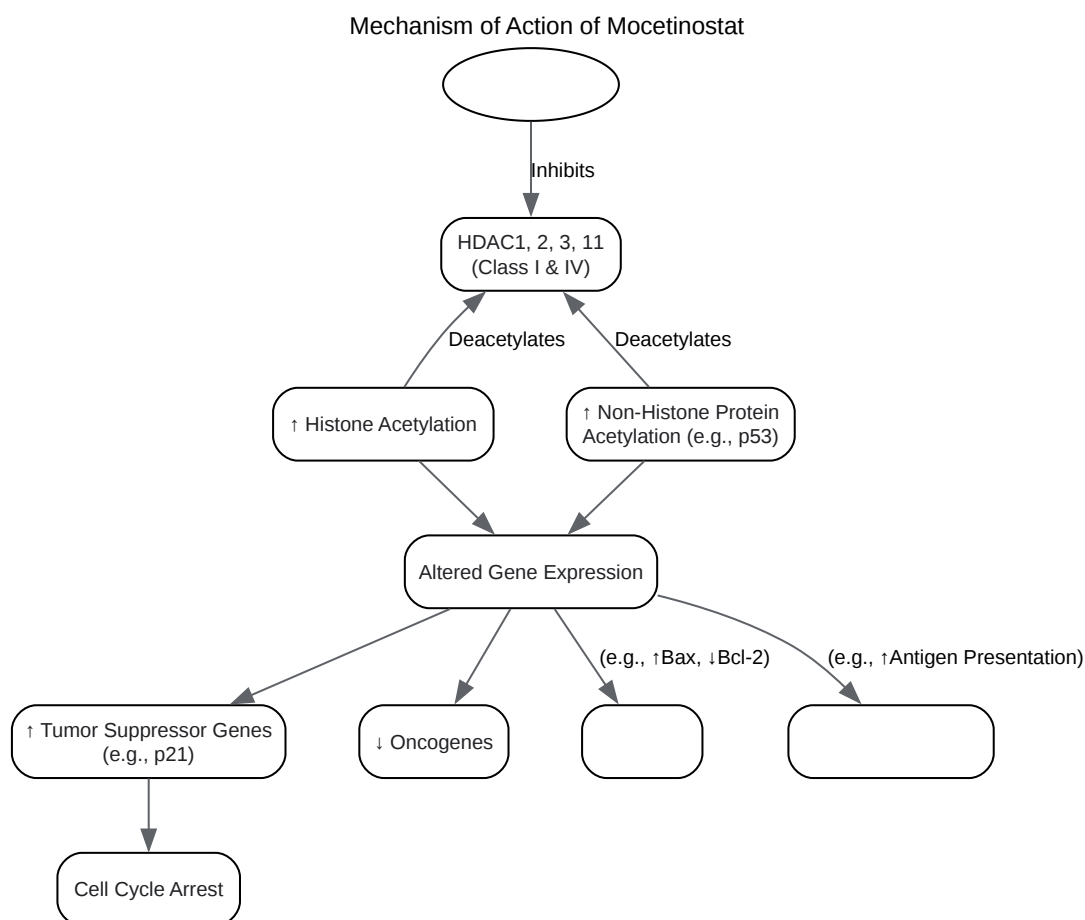 Mechanism of Action of Mocetinostat
Inhibits
HDAC1, 2, 3, 11
(Class I & IV)
Deacetylates
Deacetylates
↑ Histone Acetylation
↑ Non-Histone Protein
Acetylation (e.g., p53)
Altered Gene Expression
(e.g., ↑Bax, ↓Bcl-2)
(e.g., ↑Antigen Presentation)
↑ Tumor Suppressor Genes
(e.g., p21)
↓ Oncogenes
Cell Cycle Arrest